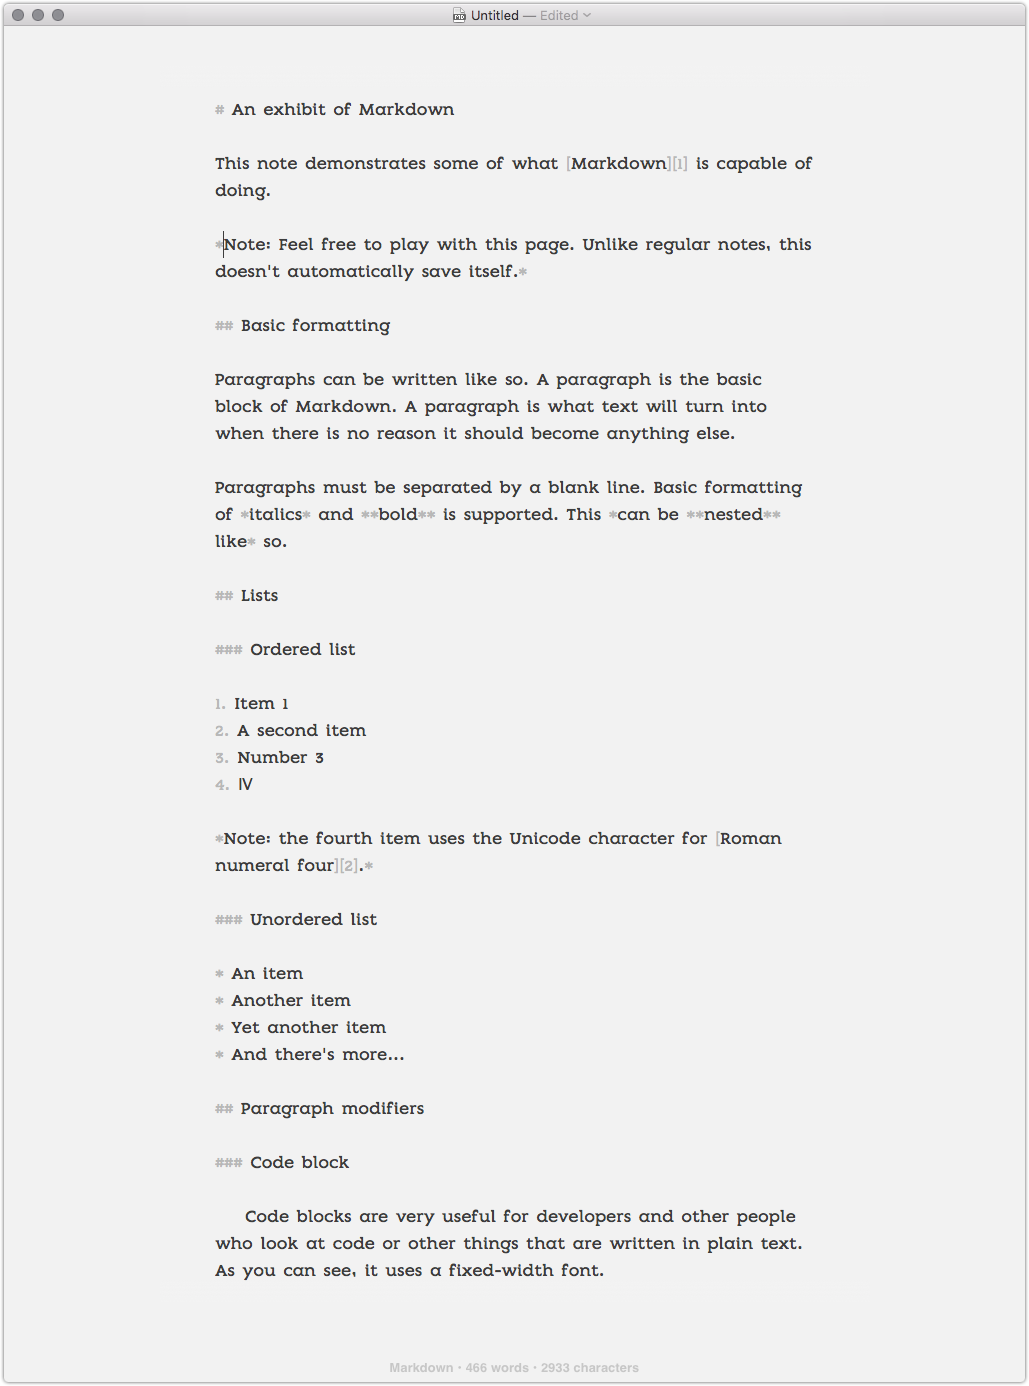 Untitled — Edited
# An exhibit of Markdown
This note demonstrates some of what [Markdown][1] is capable of
doing.
*Note: Feel free to play with this page. Unlike regular notes, this
doesn't automatically save itself.*
## Basic formatting
Paragraphs can be written like so. A paragraph is the basic
block of Markdown. A paragraph is what text will turn into
when there is no reason it should become anything else.
Paragraphs must be separated by a blank line. Basic formatting
of *italics* and **bold** is supported. This *can be **nested**
like* so.
## Lists
### Ordered list
1. Item 1
2. A second item
3. Number 3
4. Ⅳ
*Note: the fourth item uses the Unicode character for [Roman
numeral four][2].*
### Unordered list
* An item
* Another item
* Yet another item
* And there's more...
## Paragraph modifiers
### Code block
Code blocks are very useful for developers and other people
who look at code or other things that are written in plain text.
As you can see, it uses a fixed-width font.
Markdown • 466 words • 2933 characters